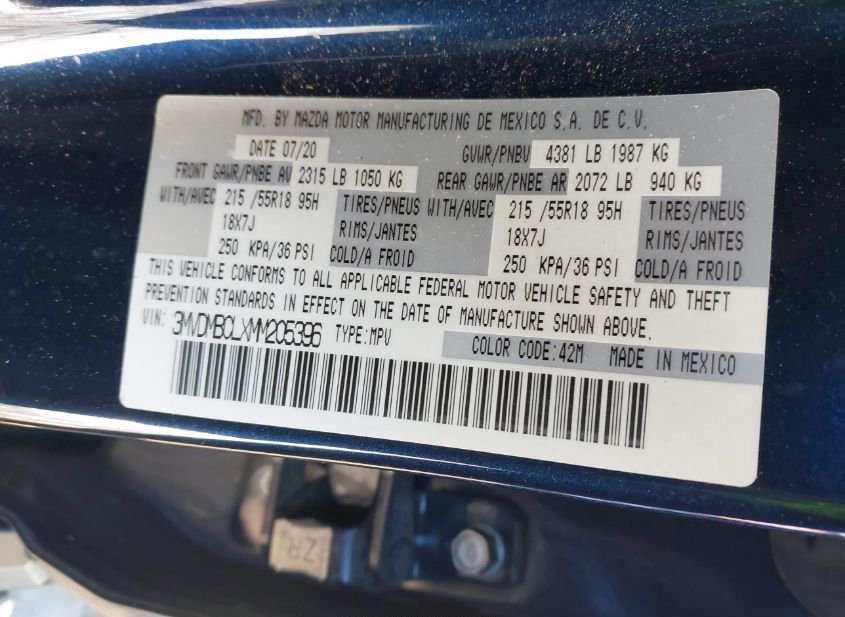 MFD. BY MAZDA MOTOR MANUFACTURING DE MEXICO S.A. DE C.V.
DATE 07/20 GVWR/PNBV 4381 LB 1987 KG
FRONT GAWR/PNBE AV 2315 LB 1050 KG REAR GAWR/PNBE AR 2072 LB 940 KG
WITH/AVEC 215 /55R18 95H TIRES/PNEUS WITH/AVEC 215 /55R18 95H TIRES/PNEUS
18X7J RIMS/JANTES 18X7J RIMS/JANTES
250 KPA/36 PSI COLD/A FROID 250 KPA/36 PSI COLD/A FROID
THIS VEHICLE CONFORMS TO ALL APPLICABLE FEDERAL MOTOR VEHICLE SAFETY AND THEFT
PREVENTION STANDARDS IN EFFECT ON THE DATE OF MANUFACTURE SHOWN ABOVE.
VIN: 3MVDMBCLXMM205396 TYPE:MPV
COLOR CODE:42M MADE IN MEXICO
ZR